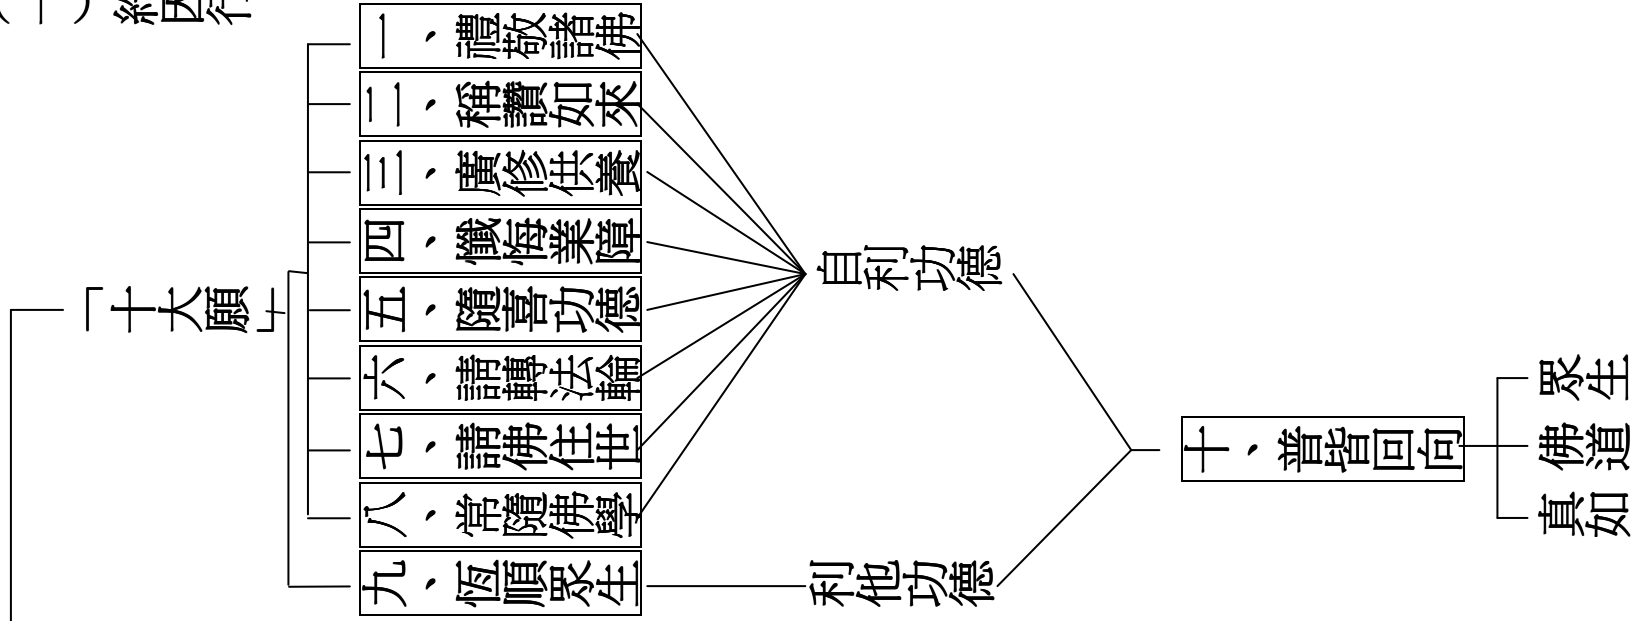 「十大願」
一、禮敬諸佛
二、稱讚如來
三、廣修供養
四、懺悔業障
五、隨喜功德
六、請轉法輪
七、請佛住世
八、常隨佛學
九、恆順眾生
自利功德
利他功德
十、普皆回向
眾生
佛道
真如